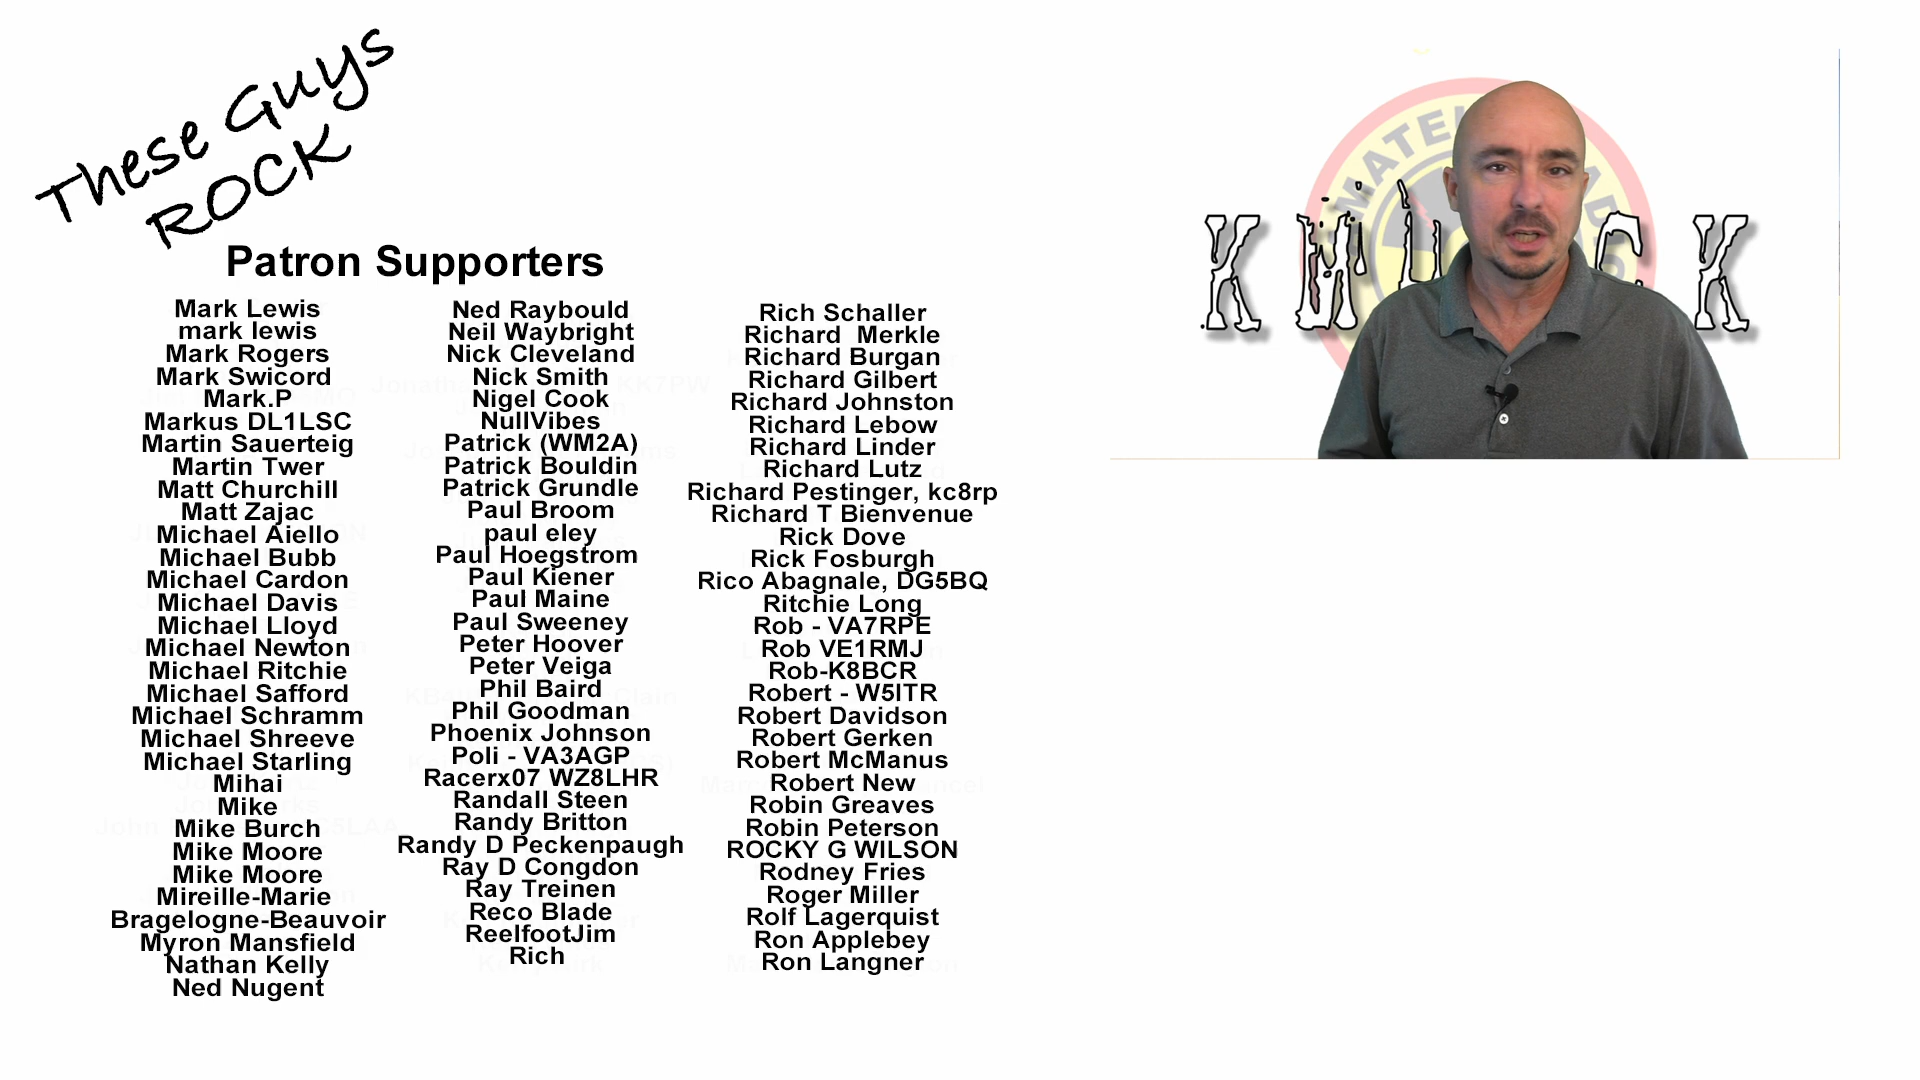 These Guys
ROCK
Patron Supporters
Mark Lewis
mark lewis
Mark Rogers
Mark Swicord
Mark.P
Markus DL1LSC
Martin Sauerteig
Martin Twer
Matt Churchill
Matt Zajac
Michael Aiello
Michael Bubb
Michael Cardon
Michael Davis
Michael Lloyd
Michael Newton
Michael Ritchie
Michael Safford
Michael Schramm
Michael Shreeve
Michael Starling
Mihai
Mike
Mike Burch
Mike Moore
Mike Moore
Mireille-Marie
Bragelogne-Beauvoir
Myron Mansfield
Nathan Kelly
Ned Nugent
Ned Raybould
Neil Waybright
Nick Cleveland
Nick Smith
Nigel Cook
NullVibes
Patrick (WM2A)
Patrick Bouldin
Patrick Grundle
Paul Broom
paul eley
Paul Hoegstrom
Paul Kiener
Paul Maine
Paul Sweeney
Peter Hoover
Peter Veiga
Phil Baird
Phil Goodman
Phoenix Johnson
Poli - VA3AGP
Racerx07 WZ8LHR
Randall Steen
Randy Britton
Randy D Peckenpaugh
Ray D Congdon
Ray Treinen
Reco Blade
ReelfootJim
Rich
Rich Schaller
Richard  Merkle
Richard Burgan
Richard Gilbert
Richard Johnston
Richard Lebow
Richard Linder
Richard Lutz
Richard Pestinger, kc8rp
Richard T Bienvenue
Rick Dove
Rick Fosburgh
Rico Abagnale, DG5BQ
Ritchie Long
Rob - VA7RPE
Rob VE1RMJ
Rob-K8BCR
Robert - W5ITR
Robert Davidson
Robert Gerken
Robert McManus
Robert New
Robin Greaves
Robin Peterson
ROCKY G WILSON
Rodney Fries
Roger Miller
Rolf Lagerquist
Ron Applebey
Ron Langner